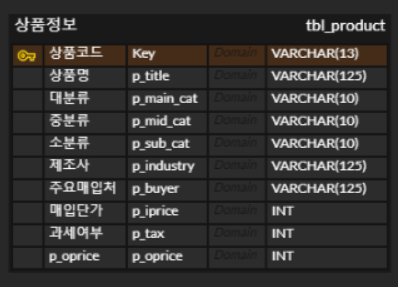 상품정보 tbl_product
상품코드 Key Domain VARCHAR(13)
상품명 p_title Domain VARCHAR(125)
대분류 p_main_cat Domain VARCHAR(10)
중분류 p_mid_cat Domain VARCHAR(10)
소분류 p_sub_cat Domain VARCHAR(10)
제조사 p_industry Domain VARCHAR(125)
주요매입처 p_buyer Domain VARCHAR(125)
매입단가 p_iprice Domain INT
과세여부 p_tax Domain INT
p_oprice p_oprice Domain INT